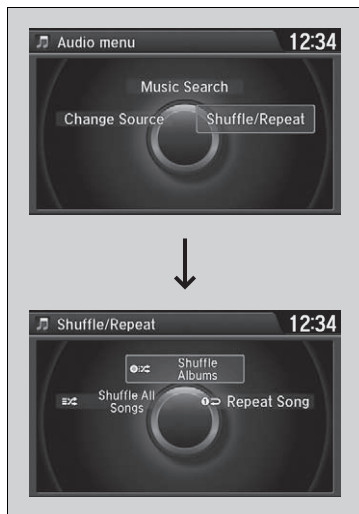 Audio menu 12:34
Music Search
Change Source Shuffle/Repeat
Shuffle/Repeat 12:34
Shuffle
Albums
Shuffle All
Songs
Repeat Song